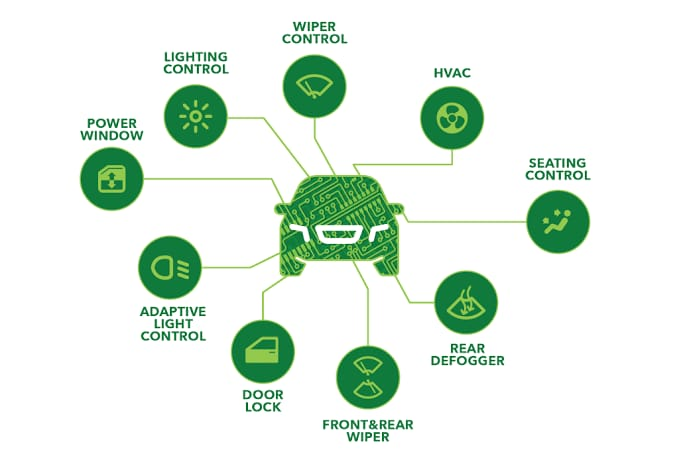 WIPER
CONTROL
LIGHTING
CONTROL
HVAC
POWER
WINDOW
SEATING
CONTROL
ADAPTIVE
LIGHT
CONTROL
REAR
DEFOGGER
DOOR
LOCK
FRONT&REAR
WIPER